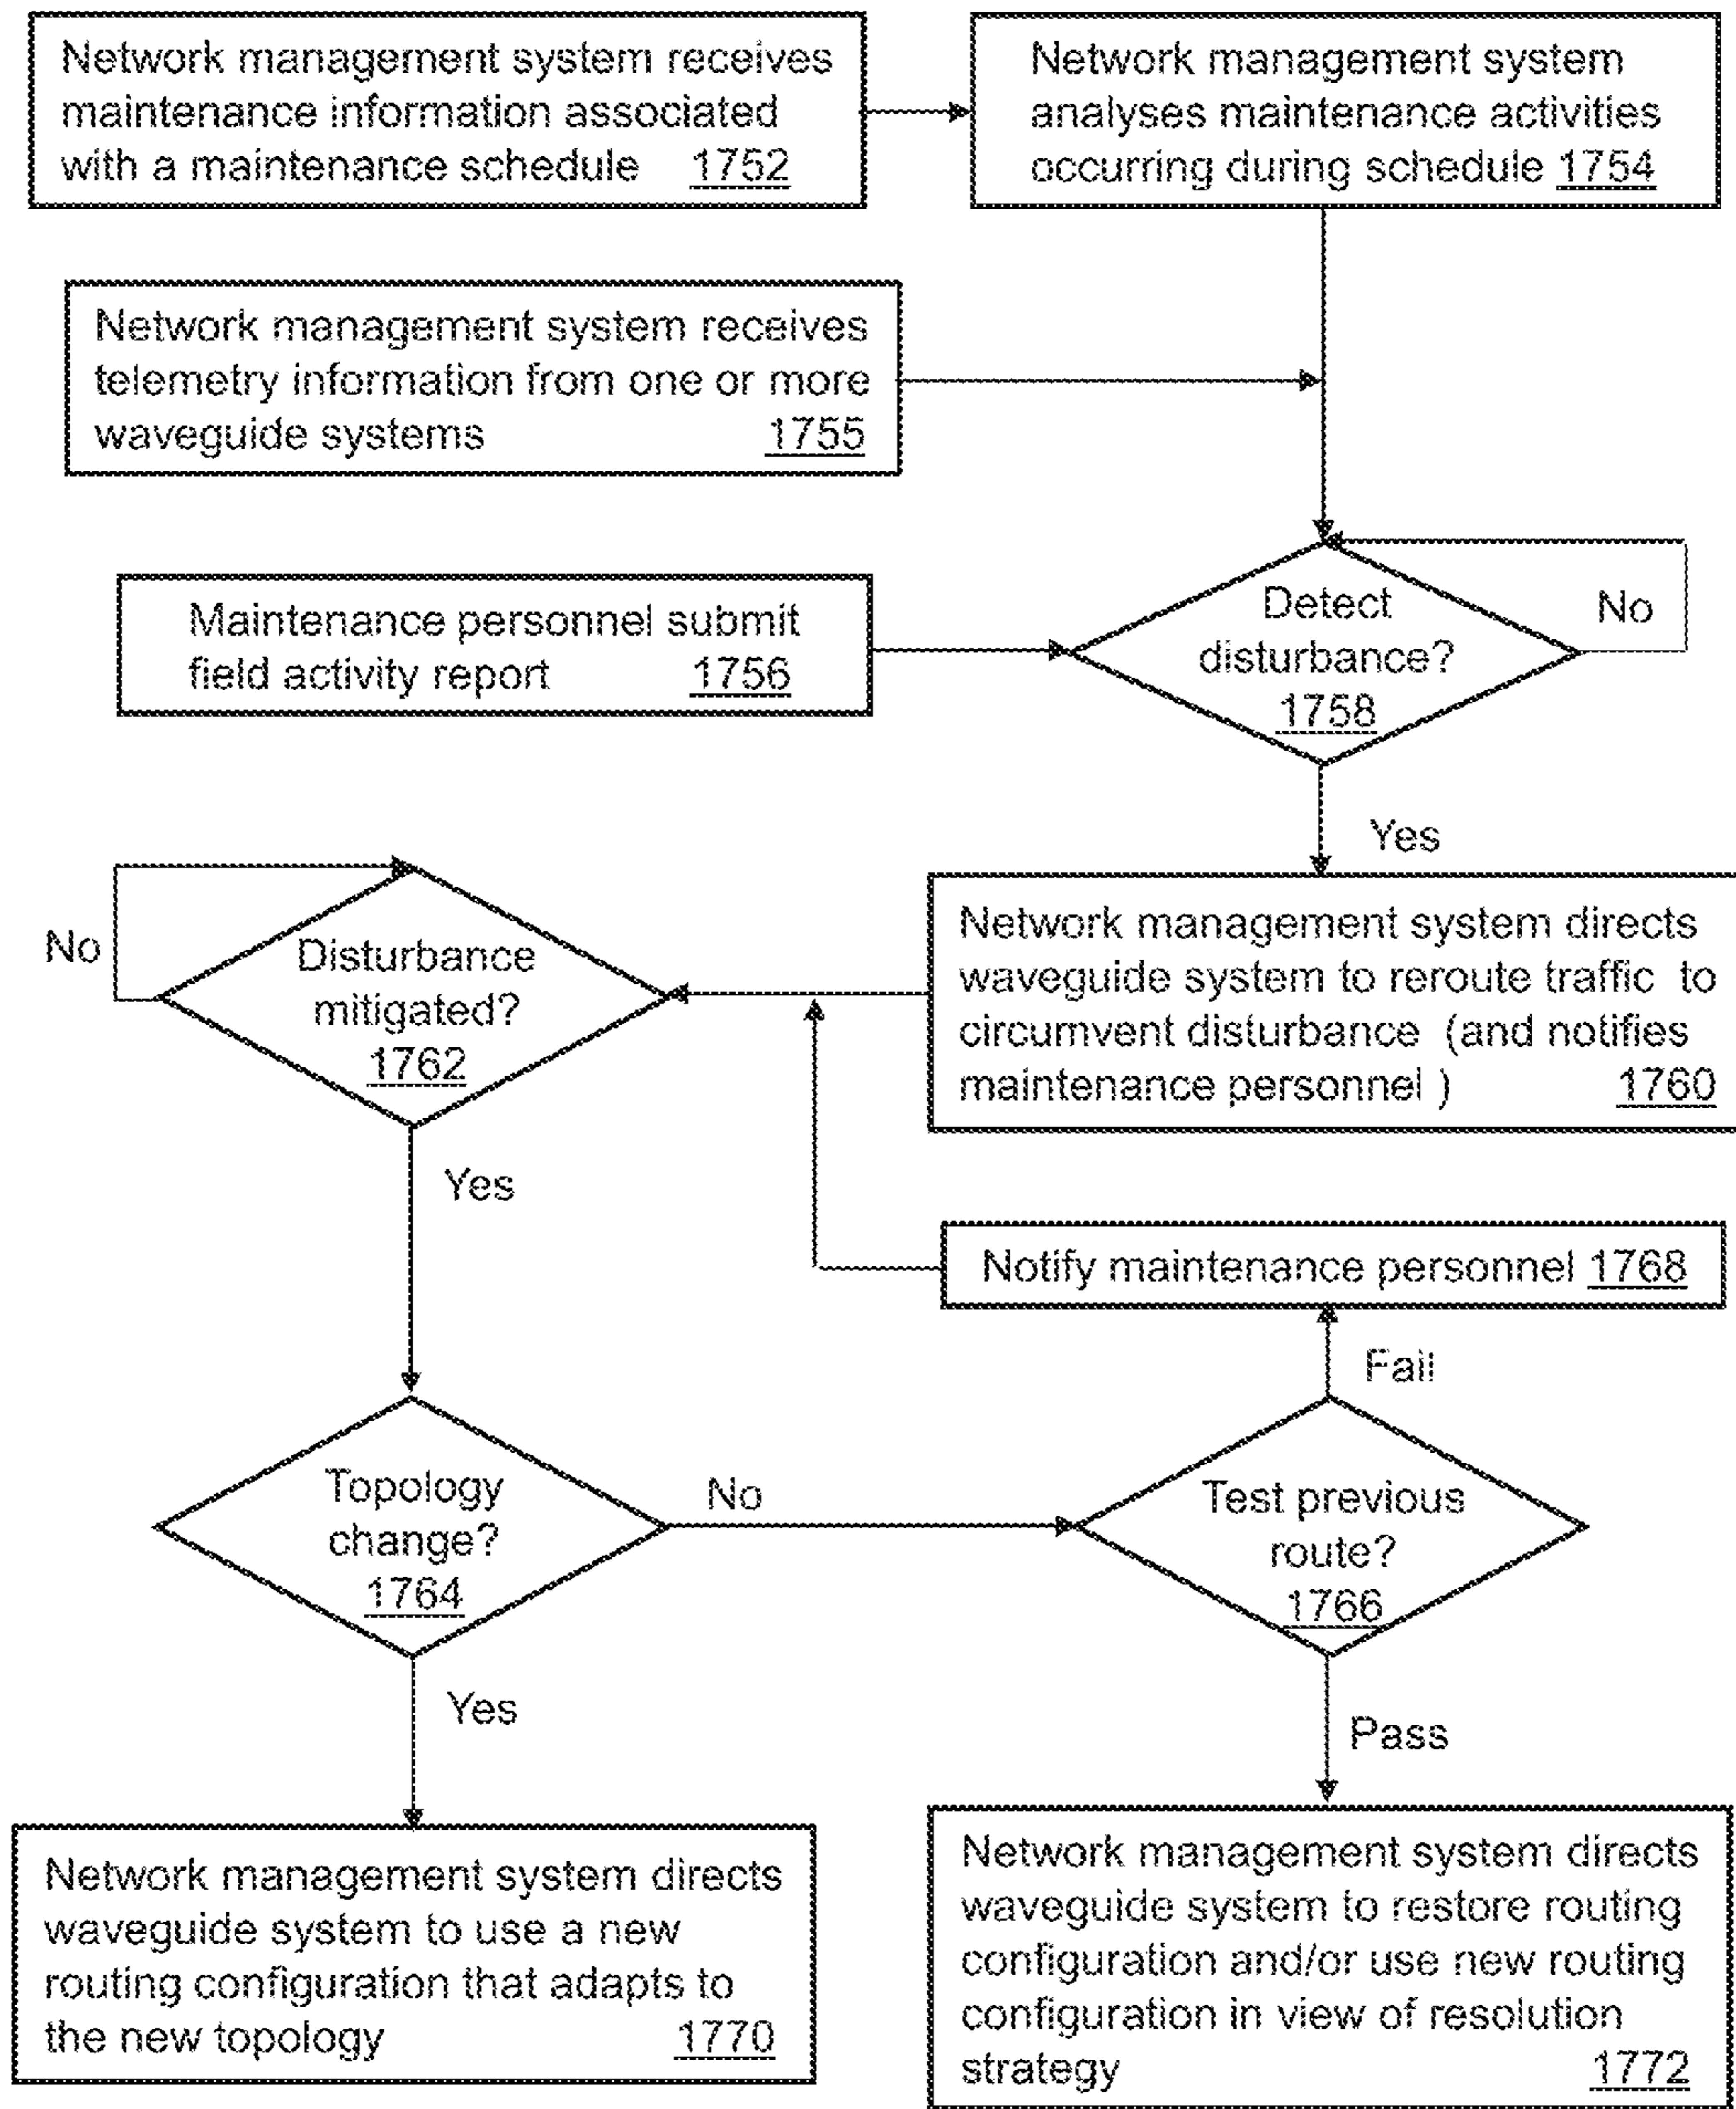 Network management system receives
maintenance information associated
with a maintenance schedule 1752
Network management system
analyses maintenance activities
occurring during schedule 1754
Network management system receives
telemetry information from one or more
waveguide systems 1755
Maintenance personnel submit
field activity report 1756
Detect
disturbance?
1758
No
Yes
Network management system directs
waveguide system to reroute traffic to
circumvent disturbance (and notifies
maintenance personnel ) 1760
No
Disturbance
mitigated?
1762
Yes
Notify maintenance personnel 1768
Fail
Topology
change?
1764
No
Test previous
route?
1766
Yes
Pass
Network management system directs
waveguide system to use a new
routing configuration that adapts to
the new topology 1770
Network management system directs
waveguide system to restore routing
configuration and/or use new routing
configuration in view of resolution
strategy 1772